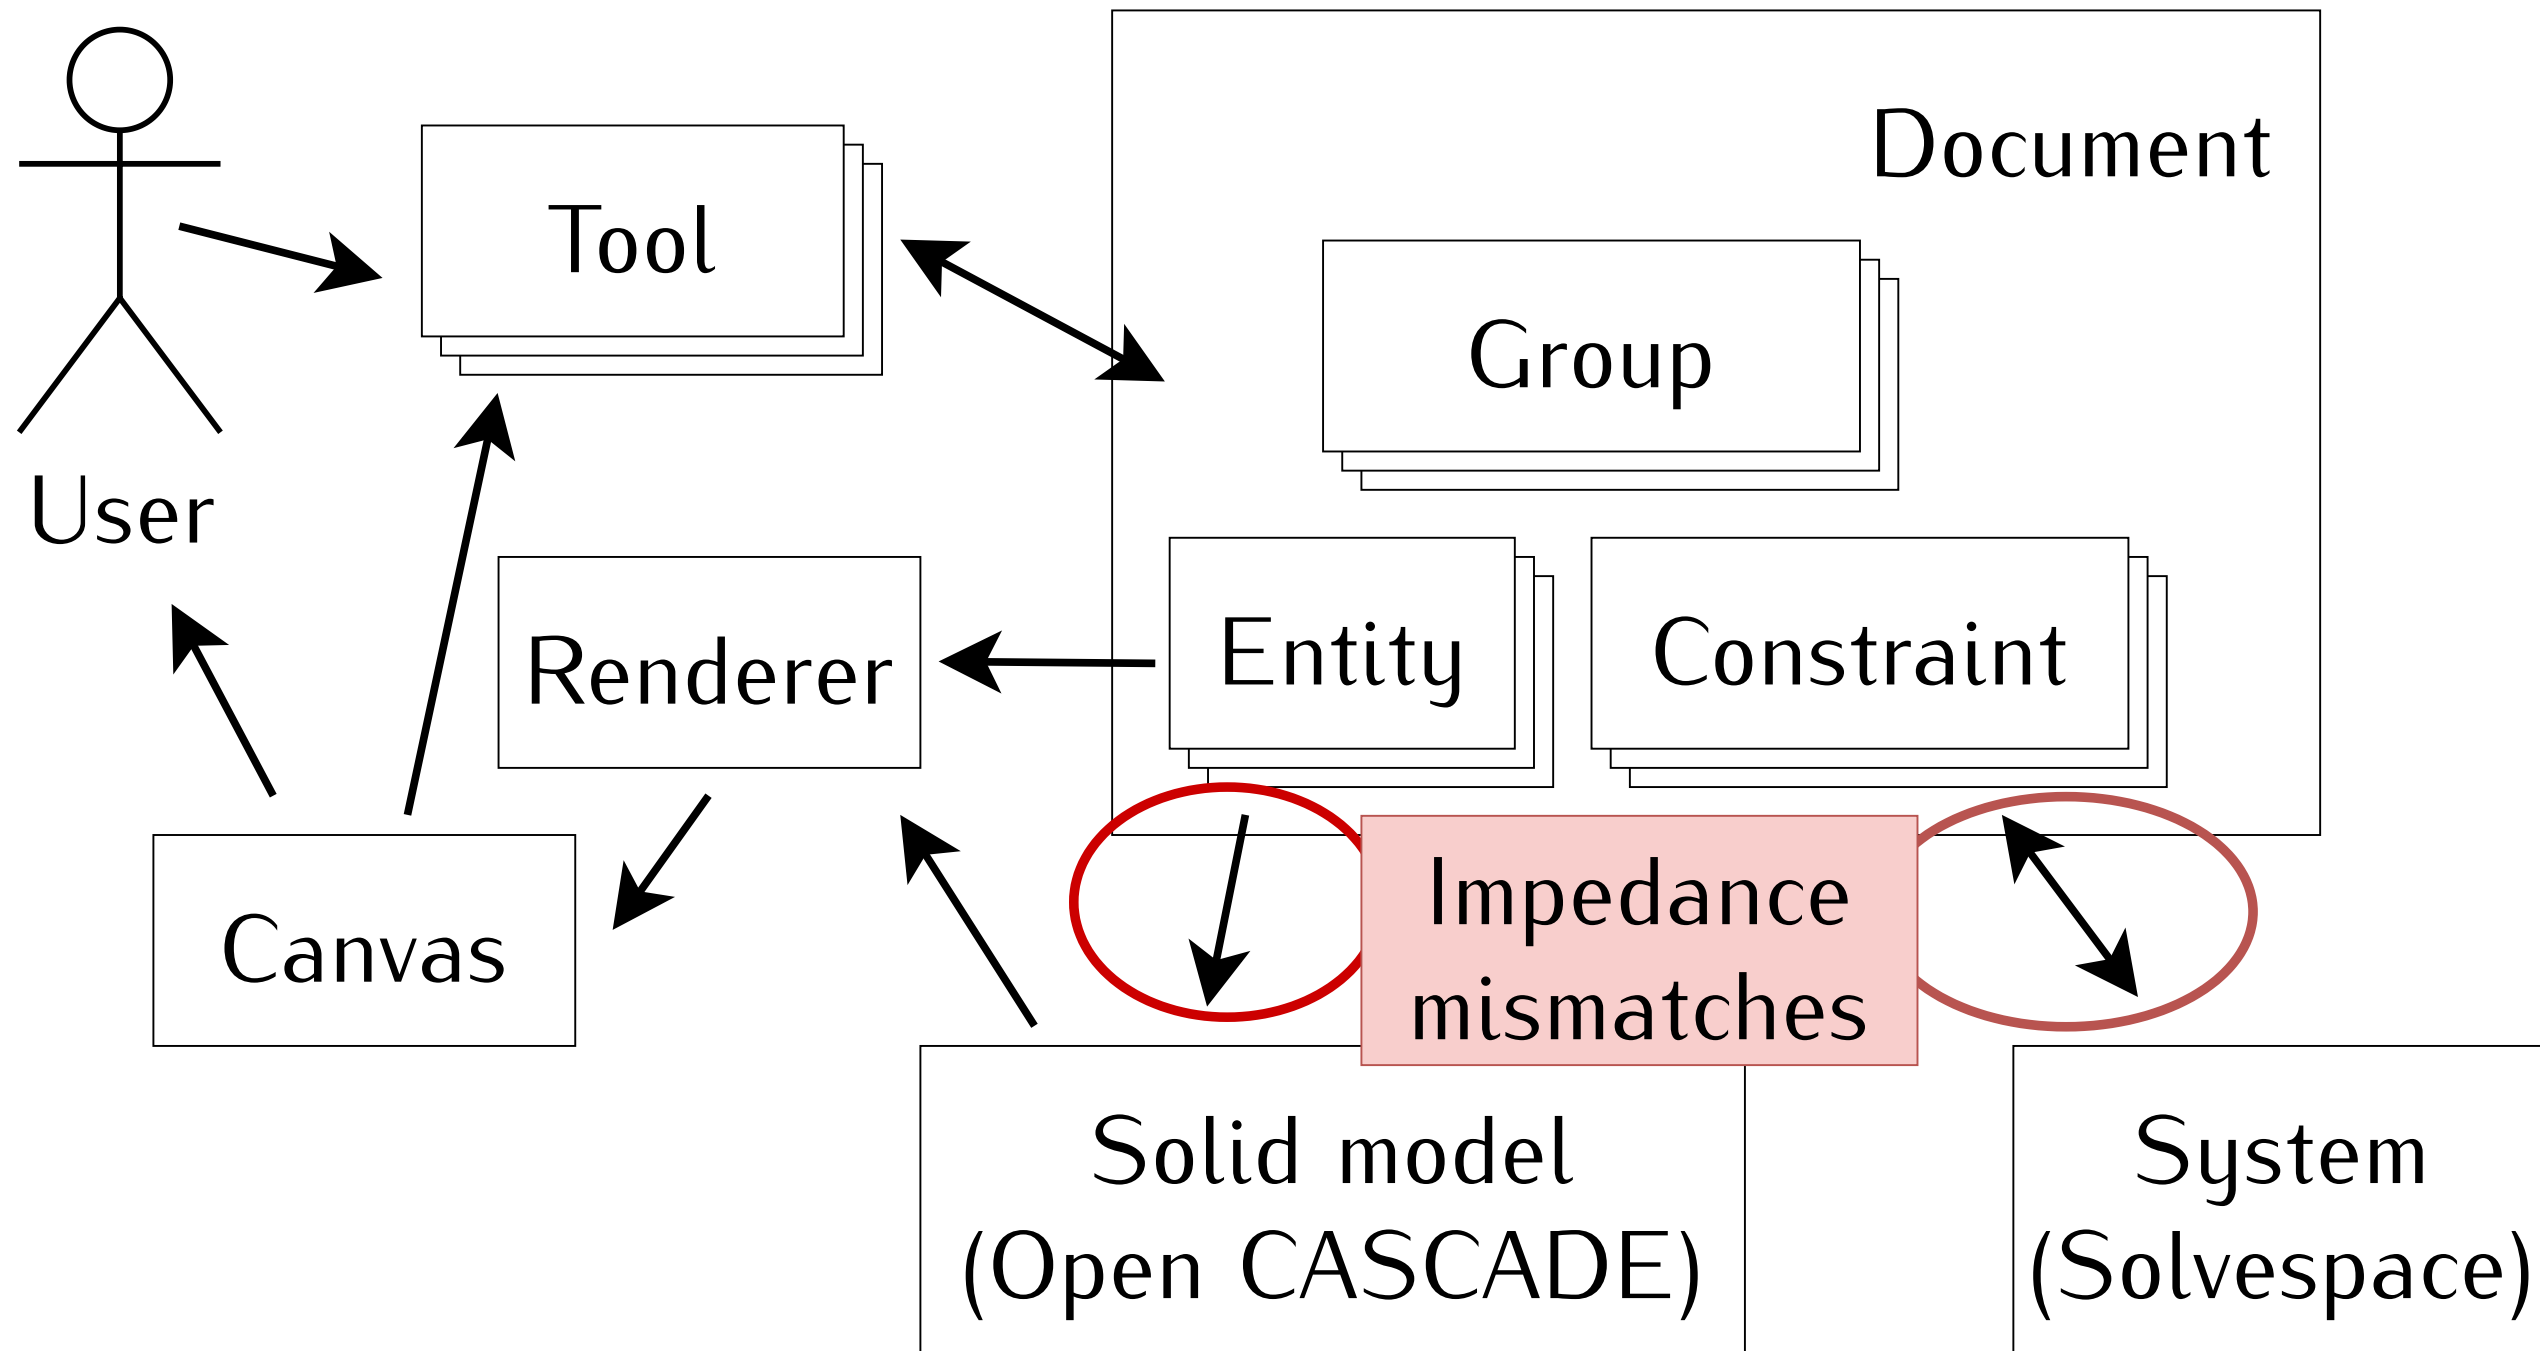 Document
Tool
Group
User
Renderer
Entity
Constraint
Canvas
Impedance
mismatches
Solid model
(Open CASCADE)
System
(Solvespace)